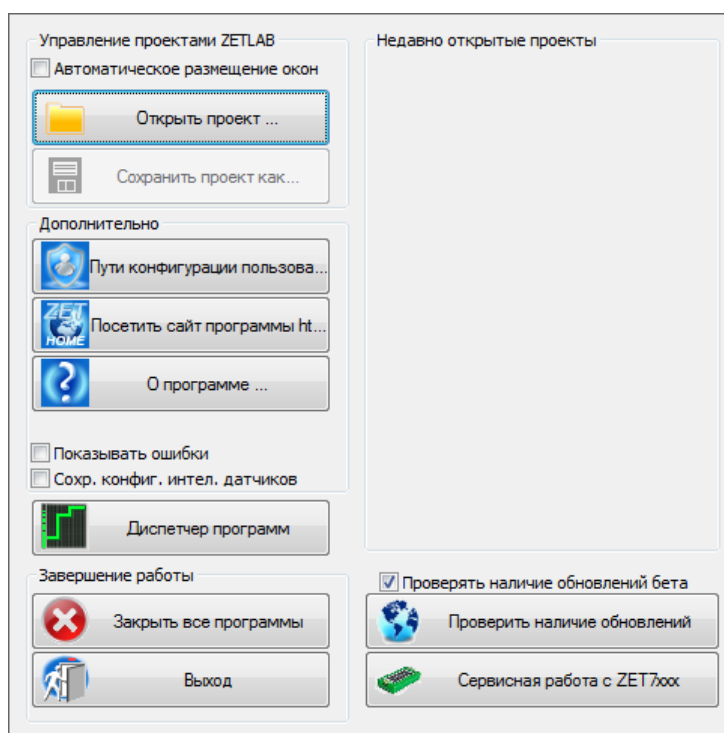 Управление проектами ZETLAB
Автоматическое размещение окон
Открыть проект ...
Сохранить проект как...
Дополнительно
Пути конфигурации пользова...
ZET
HOME
Посетить сайт программы ht...
О программе ...
Показывать ошибки
Сохр. конфиг. интел. датчиков
Диспетчер программ
Завершение работы
Закрыть все программы
Выход
Недавно открытые проекты
Проверять наличие обновлений бета
Проверить наличие обновлений
Сервисная работа с ZET7xxx